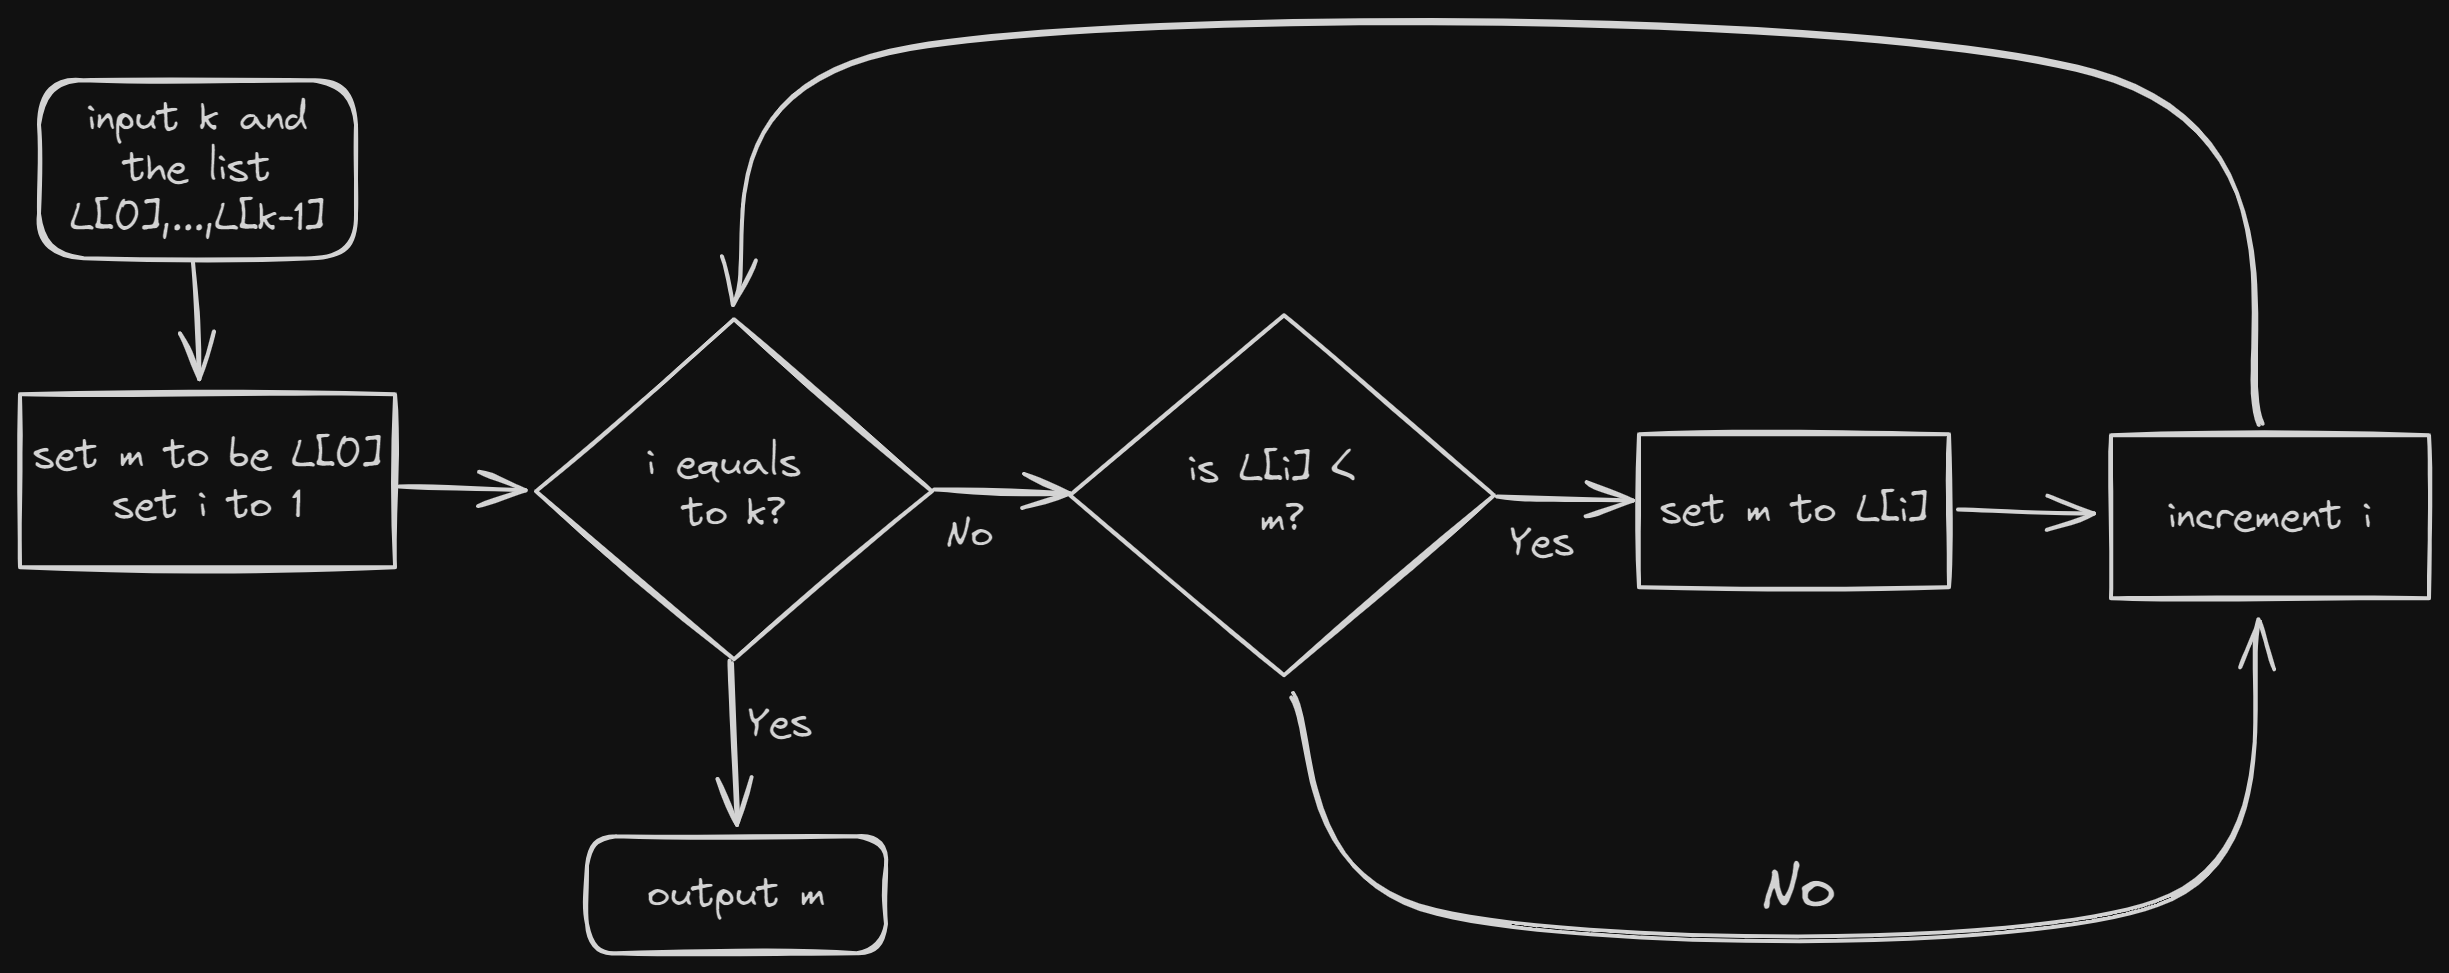 input k and
the list
L[0],...,L[k-1]
set m to be L[0]
set i to 1
i equals
to k?
No
Yes
output m
is L[i] <
m?
Yes
set m to L[i]
increment i
No